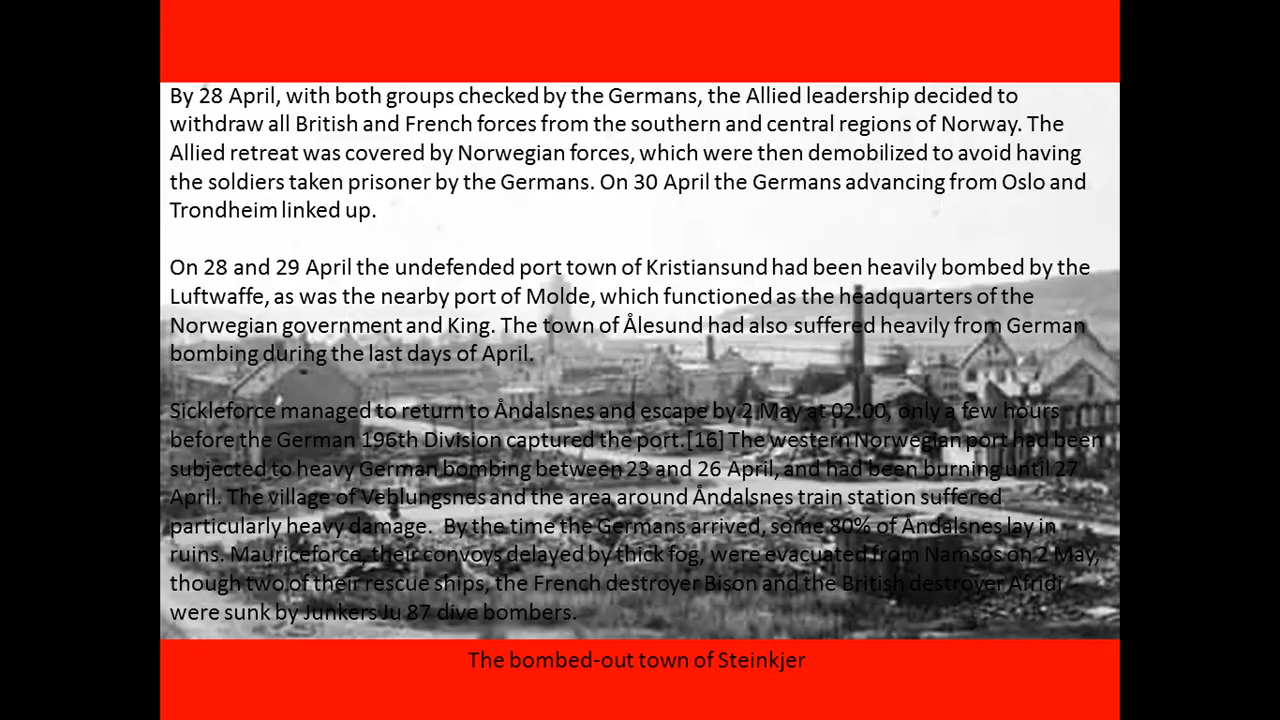 By 28 April, with both groups checked by the Germans, the Allied leadership decided to
withdraw all British and French forces from the southern and central regions of Norway. The
Allied retreat was covered by Norwegian forces, which were then demobilized to avoid having
the soldiers taken prisoner by the Germans. On 30 April the Germans advancing from Oslo and
Trondheim linked up.
On 28 and 29 April the undefended port town of Kristiansund had been heavily bombed by the
Luftwaffe, as was the nearby port of Molde, which functioned as the headquarters of the
Norwegian government and King. The town of Ålesund had also suffered heavily from German
bombing during the last days of April.
Sickleforce managed to return to Åndalsnes and escape by 2 May at 02:00, only a few hours
before the German 196th Division captured the port.[16] The western Norwegian port had been
subjected to heavy German bombing between 23 and 26 April, and had been burning until 27
April. The village of Veblungsnes and the area around Åndalsnes train station suffered
particularly heavy damage.  By the time the Germans arrived, some 80% of Åndalsnes lay in
ruins. Mauriceforce, their convoys delayed by thick fog, were evacuated from Namsos on 2 May,
though two of their rescue ships, the French destroyer Bison and the British destroyer Afridi
were sunk by Junkers Ju 87 dive bombers.
The bombed-out town of Steinkjer